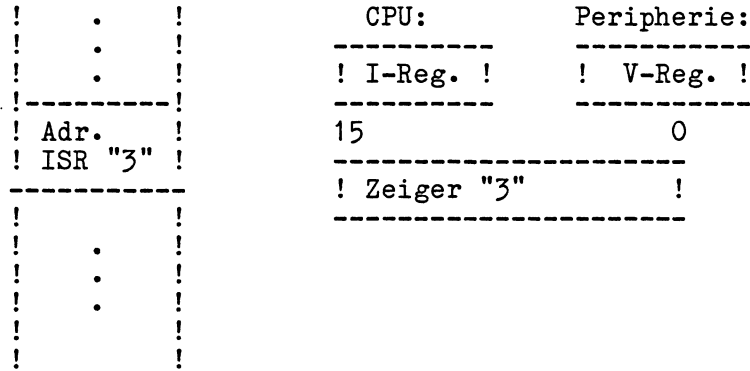 ! . ! CPU: Peripherie:
! . ! ---------- -----------
! . ! ! I-Reg. ! ! V-Reg. !
!---------! ---------- -----------
! Adr. ! 15 0
! ISR "3" ! ----------------------
----------- ! Zeiger "3" !
! ! ----------------------
! . !
! . !
! . !
! !
! !